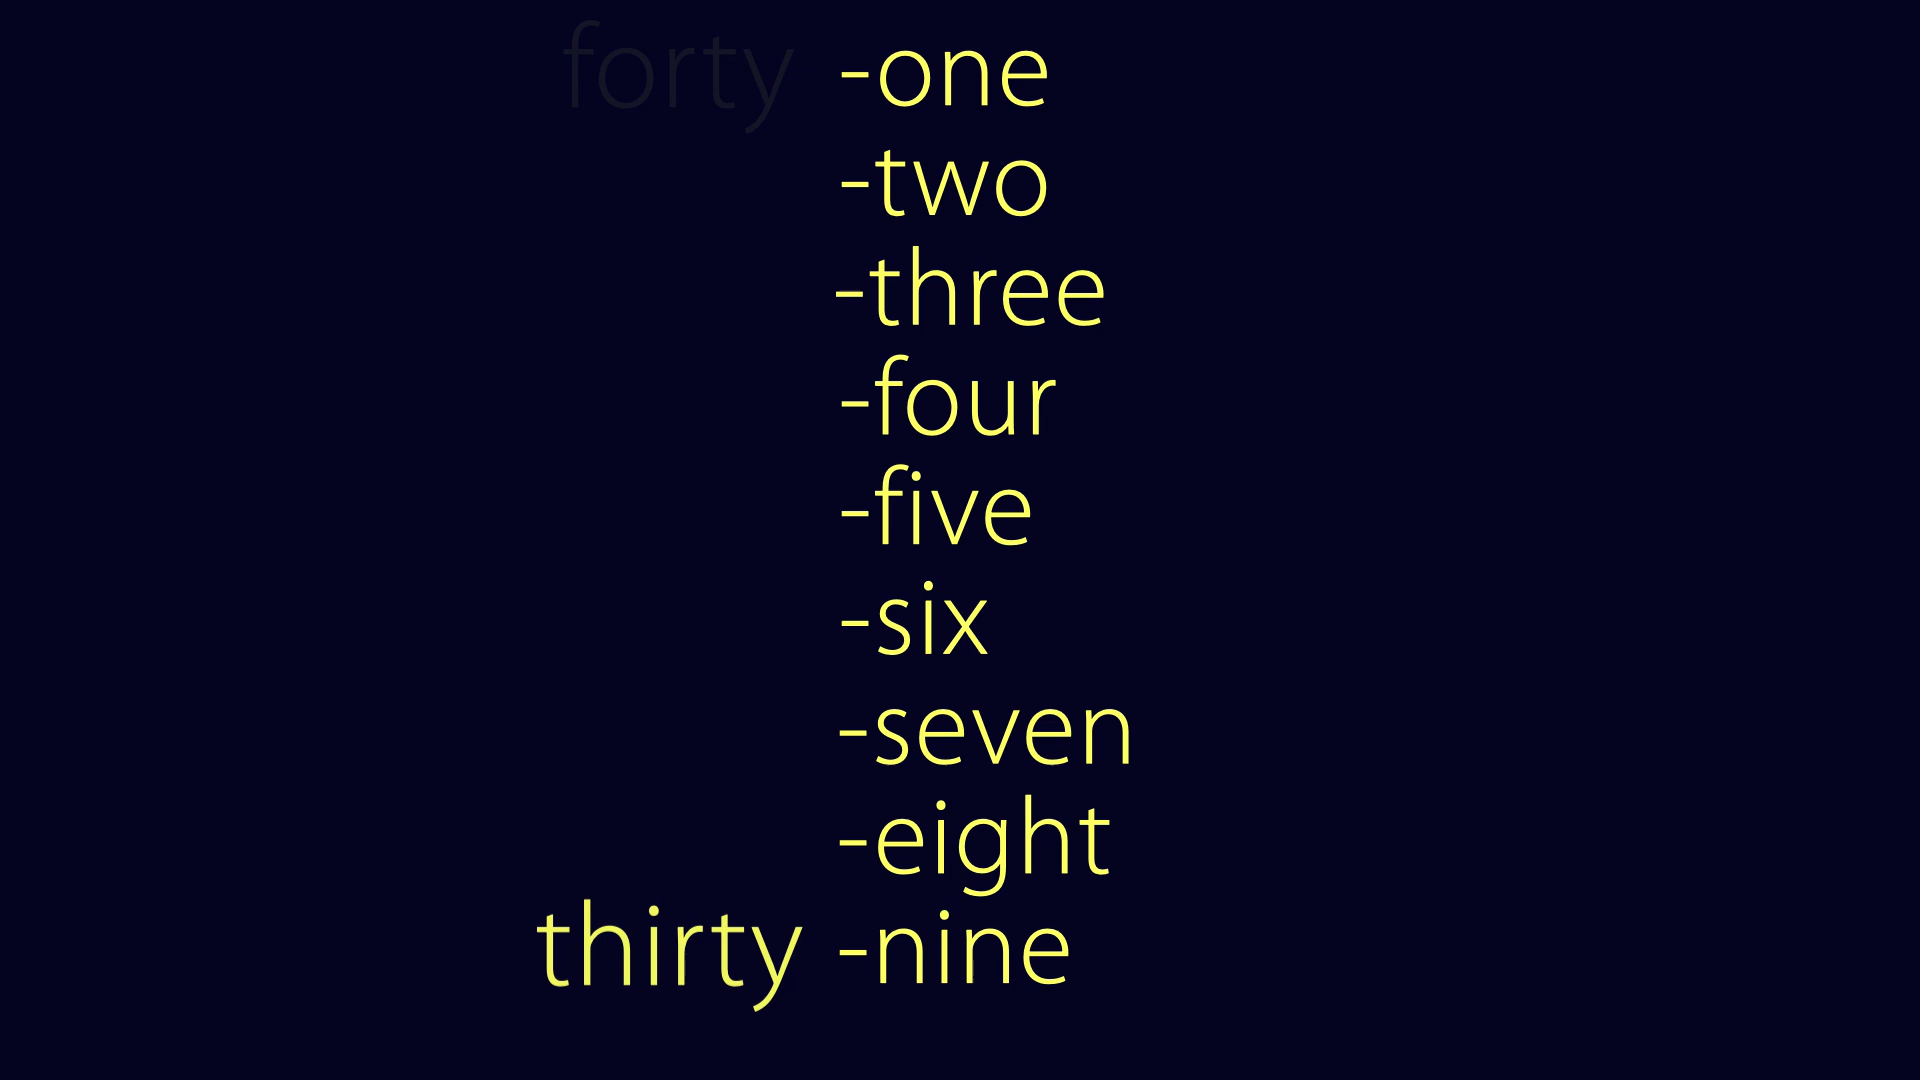 forty -one
-two
-three
-four
-five
-six
-seven
-eight
thirty -nine